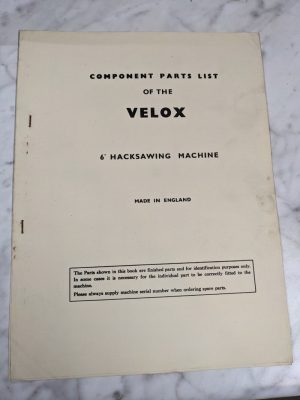 COMPONENT PARTS LIST
OF THE
VELOX
6" HACKSAWING MACHINE
MADE IN ENGLAND
The Parts shown in this book are finished parts and for identification purposes only.
In some cases it is necessary for the individual part to be correctly fitted to the
machine.
Please always supply machine serial number when ordering spare parts.